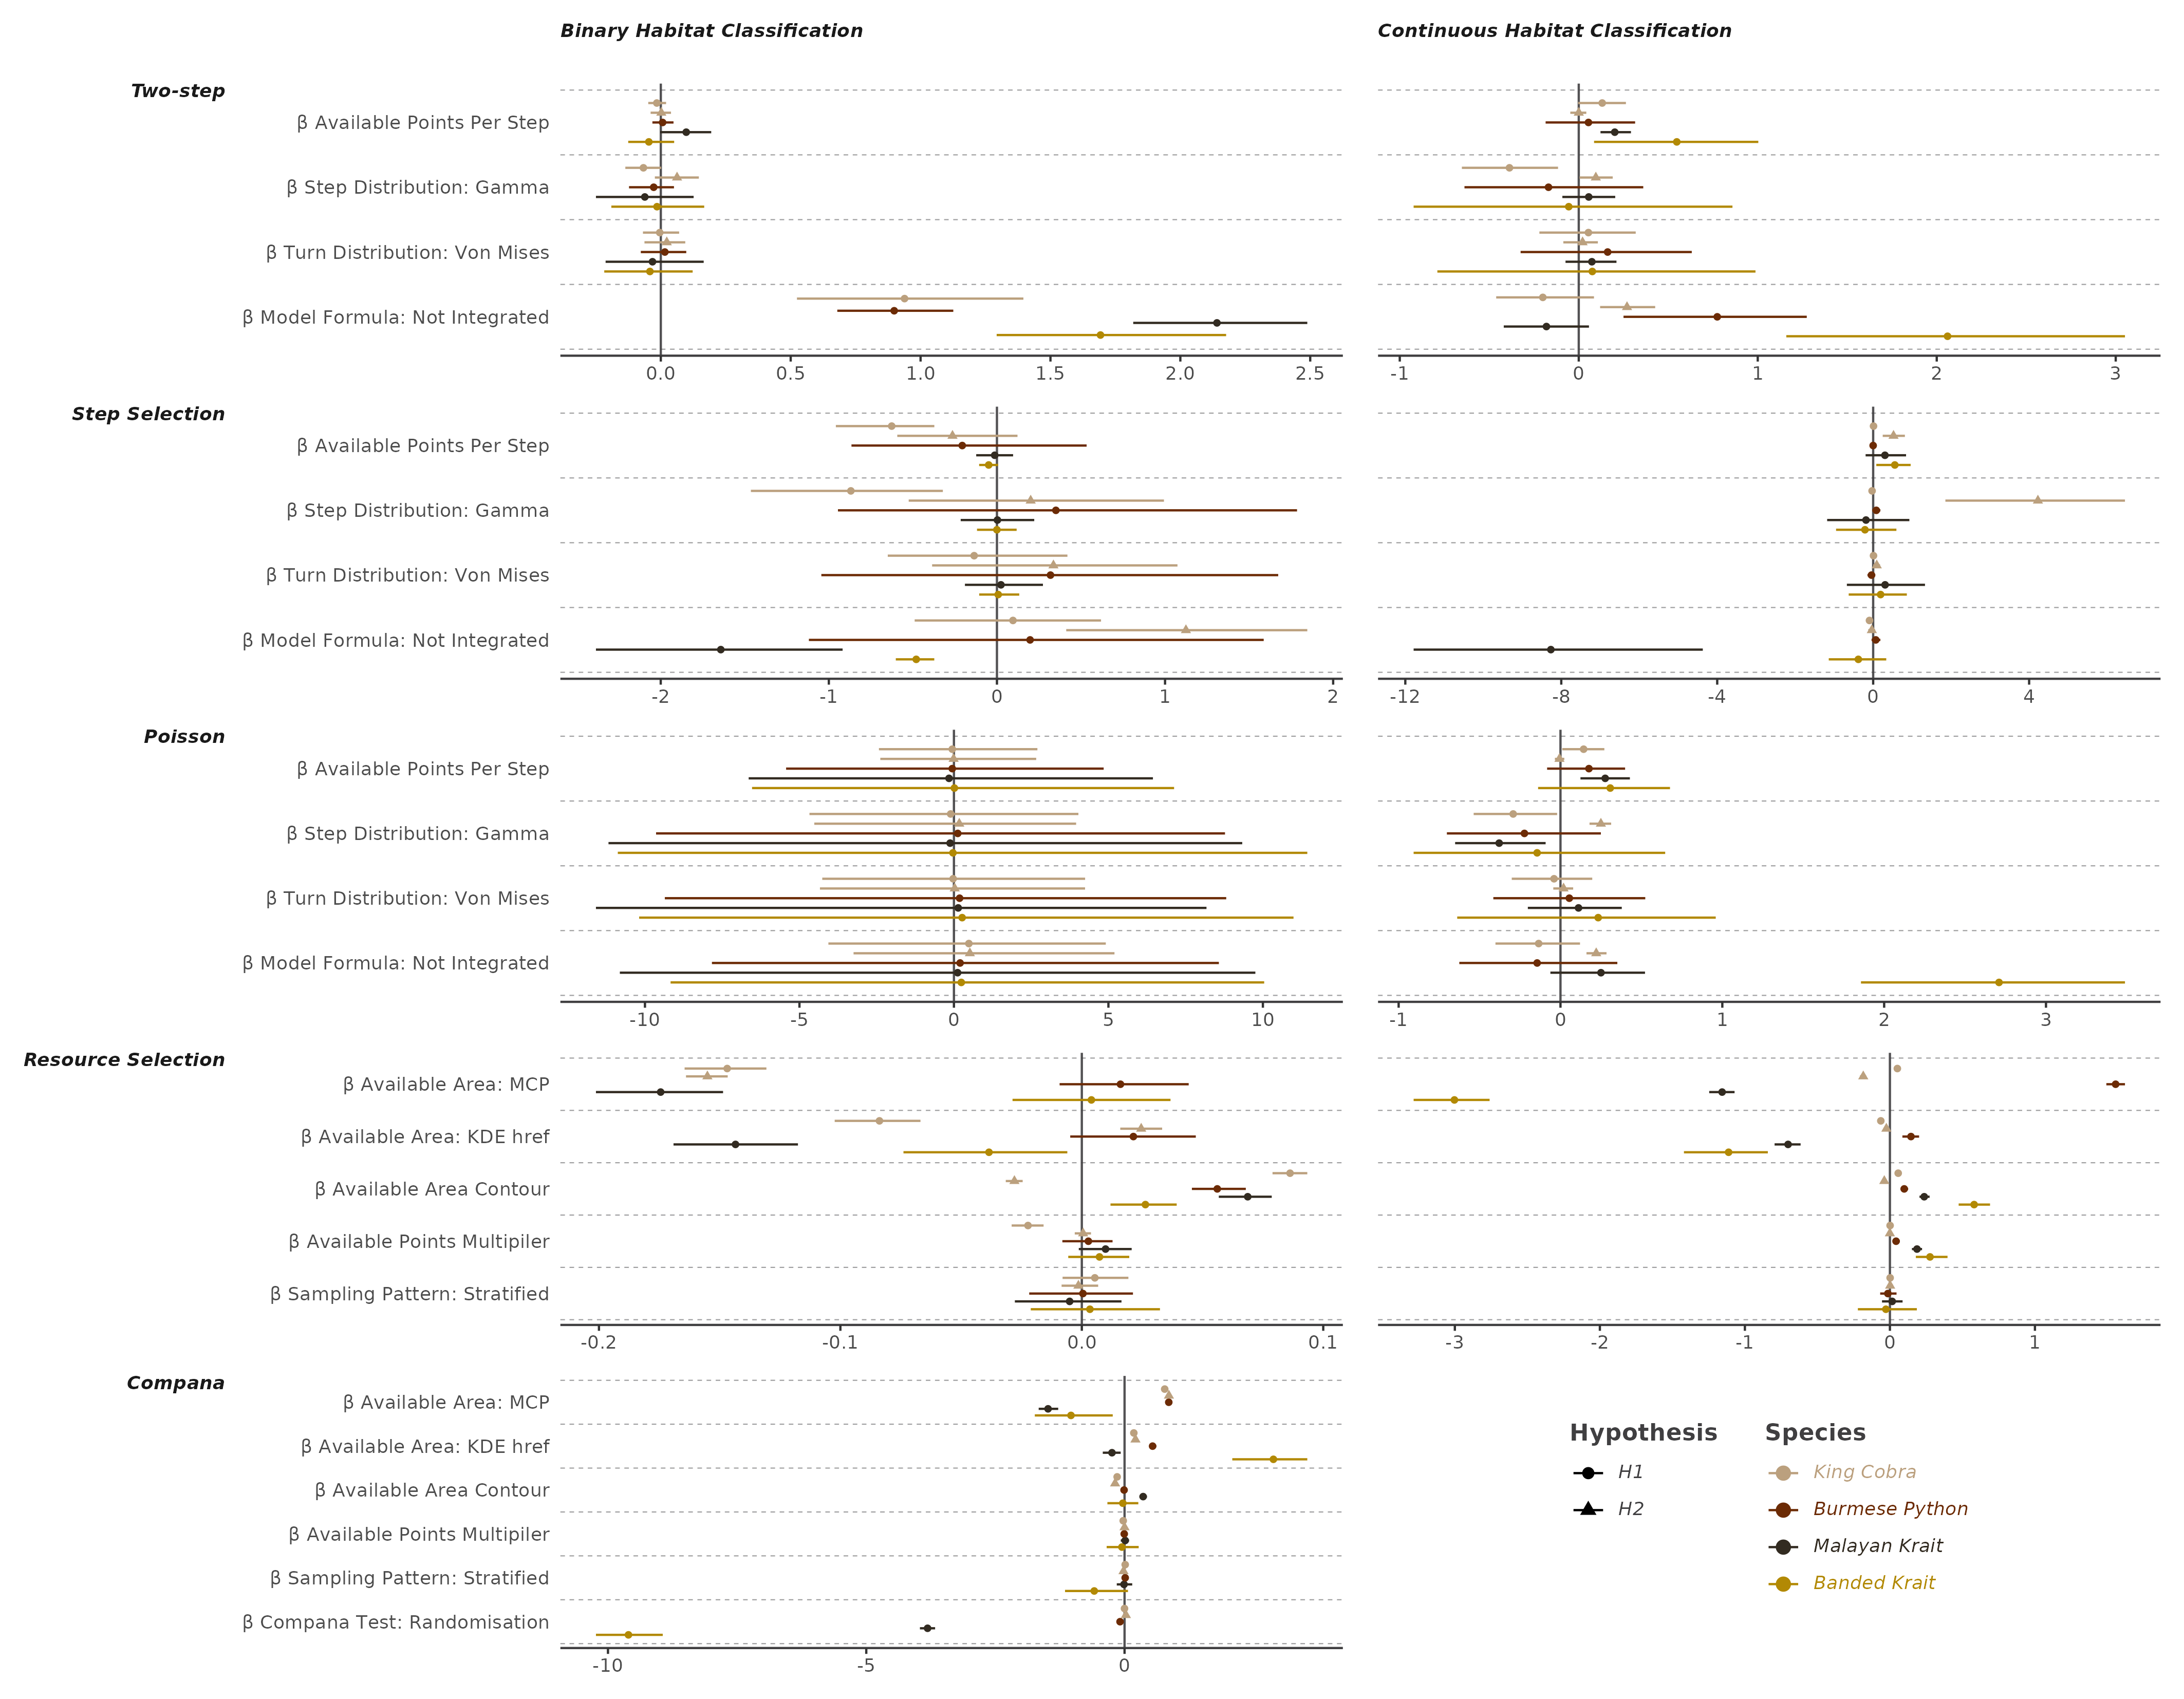 Binary Habitat Classification
Continuous Habitat Classification
Two-step
β Available Points Per Step
β Step Distribution: Gamma
β Turn Distribution: Von Mises
β Model Formula: Not Integrated
0.0 0.5 1.0 1.5 2.0 2.5
-1 0 1 2 3
Step Selection
β Available Points Per Step
β Step Distribution: Gamma
β Turn Distribution: Von Mises
β Model Formula: Not Integrated
-2 -1 0 1 2
-12 -8 -4 0 4
Poisson
β Available Points Per Step
β Step Distribution: Gamma
β Turn Distribution: Von Mises
β Model Formula: Not Integrated
-10 -5 0 5 10
-1 0 1 2 3
Resource Selection
β Available Area: MCP
β Available Area: KDE href
β Available Area Contour
β Available Points Multipiler
β Sampling Pattern: Stratified
-0.2 -0.1 0.0 0.1
-3 -2 -1 0 1
Compana
β Available Area: MCP
β Available Area: KDE href
β Available Area Contour
β Available Points Multipiler
β Sampling Pattern: Stratified
β Compana Test: Randomisation
-10 -5 0
Hypothesis
H1
H2
Species
King Cobra
Burmese Python
Malayan Krait
Banded Krait